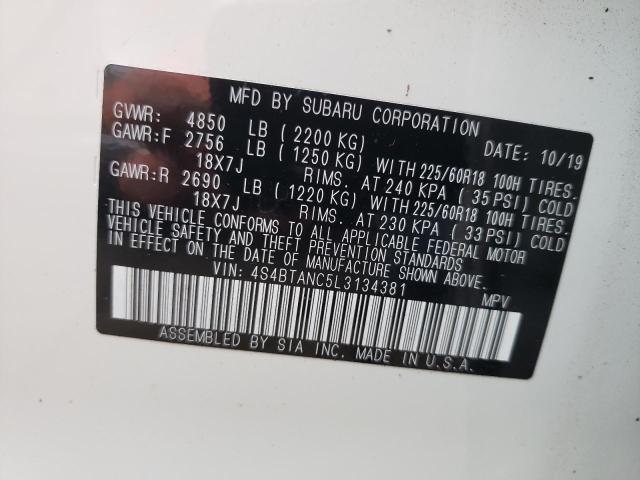 MFD BY SUBARU CORPORATION DATE: 10/19
GVWR: 4850 LB ( 2200 KG)
GAWR:F 2756 LB ( 1250 KG) WITH 225/60R18 100H TIRES.
18X7J RIMS. AT 240 KPA ( 35 PSI) COLD
GAWR:R 2690 LB ( 1220 KG) WITH 225/60R18 100H TIRES.
18X7J RIMS. AT 230 KPA ( 33 PSI) COLD
THIS VEHICLE CONFORMS TO ALL APPLICABLE FEDERAL MOTOR
VEHICLE SAFETY AND THEFT PREVENTION STANDARDS
IN EFFECT ON THE DATE OF MANUFACTURE SHOWN ABOVE.
VIN: 4S4BTANC5L3134381 MPV
ASSEMBLED BY SIA INC. MADE IN U.S.A.